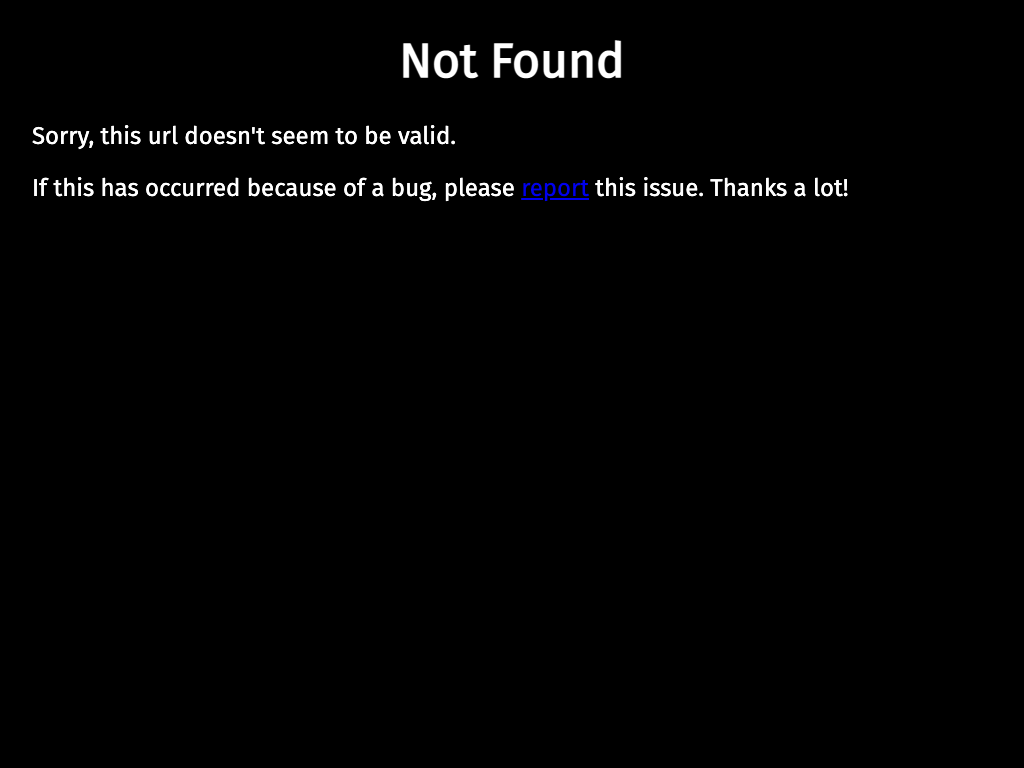 Not Found
Sorry, this url doesn't seem to be valid.
If this has occurred because of a bug, please report this issue. Thanks a lot!